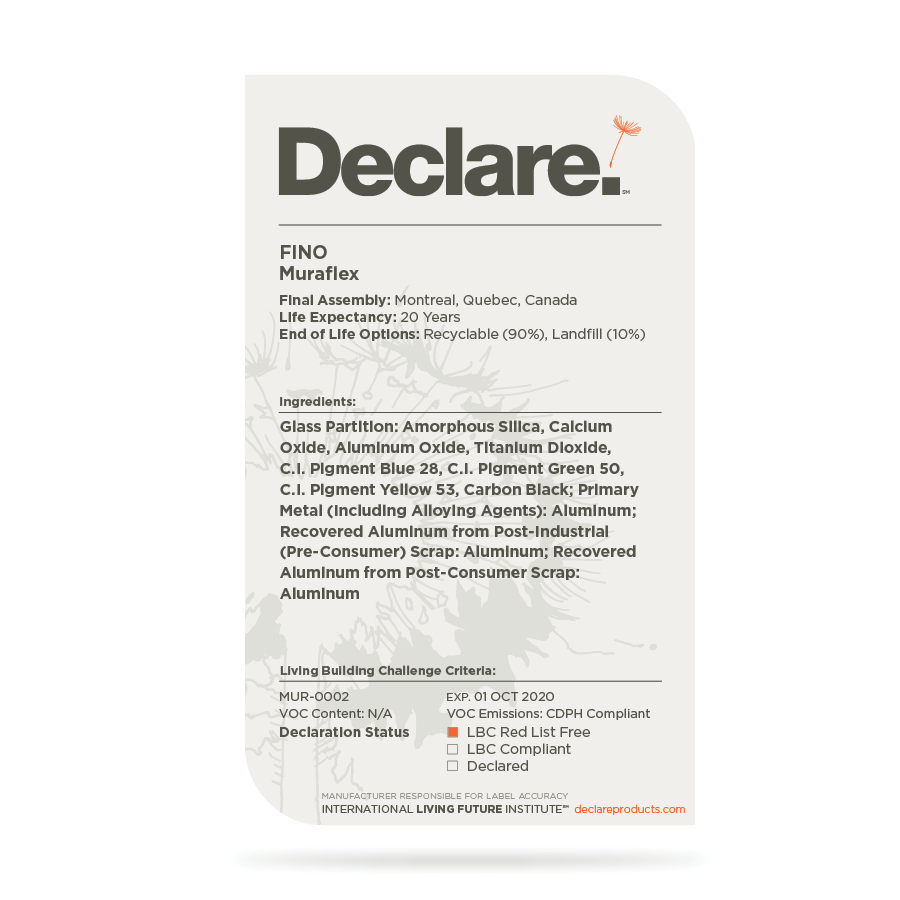 Declare.℠
FINO
Muraflex
Final Assembly: Montreal, Quebec, Canada
Life Expectancy: 20 Years
End of Life Options: Recyclable (90%), Landfill (10%)
Ingredients:
Glass Partition: Amorphous Silica, Calcium
Oxide, Aluminum Oxide, Titanium Dioxide,
C.I. Pigment Blue 28, C.I. Pigment Green 50,
C.I. Pigment Yellow 53, Carbon Black; Primary
Metal (Including Alloying Agents): Aluminum;
Recovered Aluminum from Post-Industrial
(Pre-Consumer) Scrap: Aluminum; Recovered
Aluminum from Post-Consumer Scrap:
Aluminum
Living Building Challenge Criteria:
MUR-0002 EXP. 01 OCT 2020
VOC Content: N/A VOC Emissions: CDPH Compliant
Declaration Status LBC Red List Free
LBC Compliant
Declared
MANUFACTURER RESPONSIBLE FOR LABEL ACCURACY
INTERNATIONAL LIVING FUTURE INSTITUTE℠ declareproducts.com